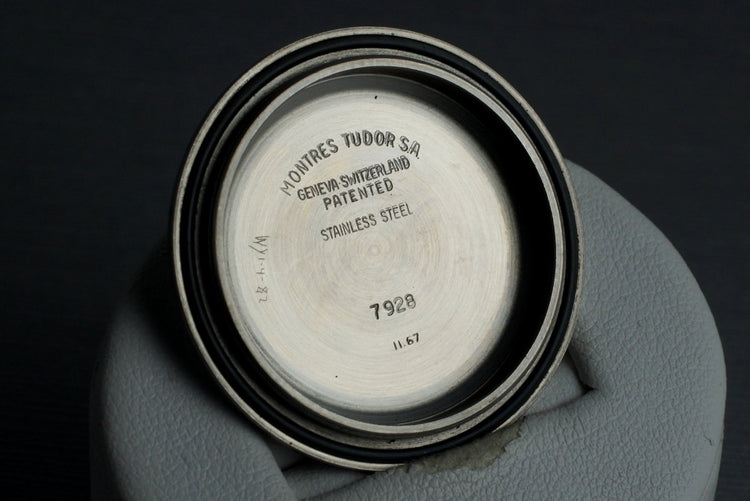 MONTRES TUDOR S.A.
GENEVA SWITZERLAND
PATENTED
STAINLESS STEEL
7928
II.67